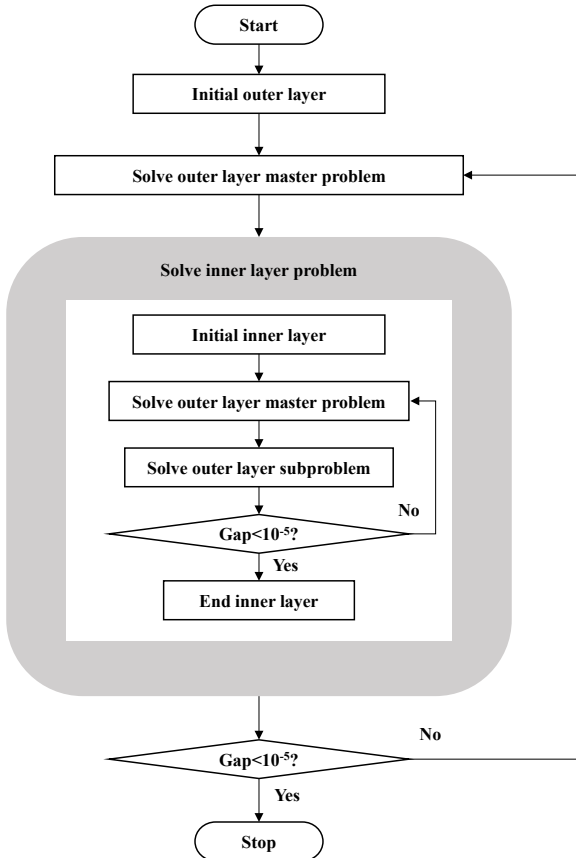 Start
Initial outer layer
Solve outer layer master problem
Solve inner layer problem
Initial inner layer
Solve outer layer master problem
Solve outer layer subproblem
No
Gap<10⁻⁵?
Yes
End inner layer
No
Gap<10⁻⁵?
Yes
Stop